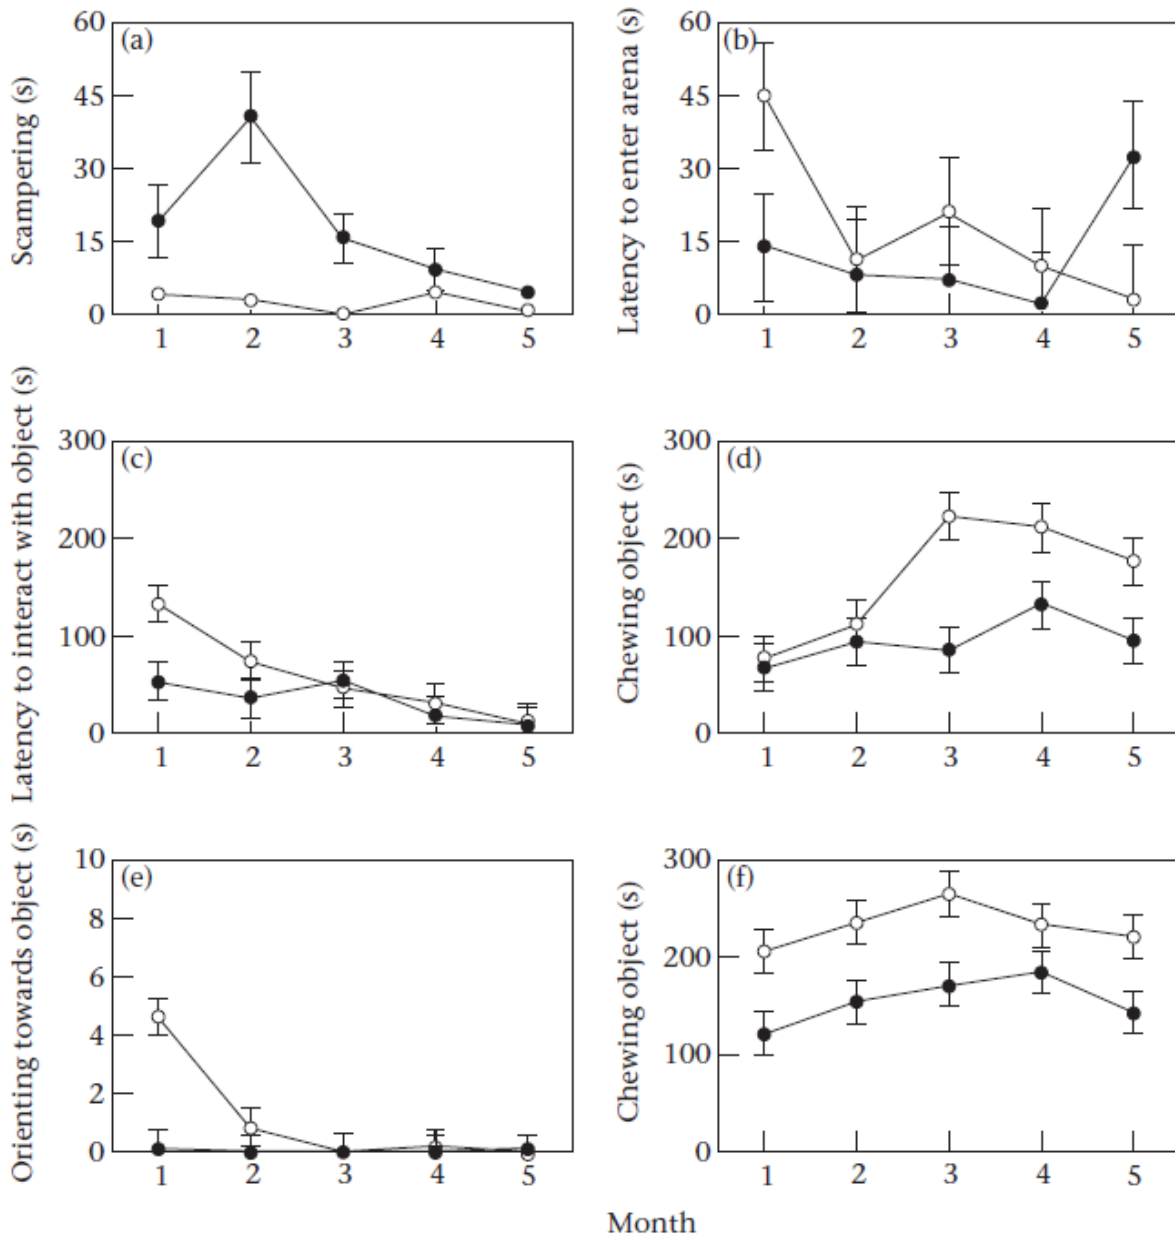 (a)
Scampering (s)
60
45
30
15
0
1 2 3 4 5
(b)
Latency to enter arena (s)
60
45
30
15
0
1 2 3 4 5
(c)
Latency to interact with object (s)
300
200
100
0
1 2 3 4 5
(d)
Chewing object (s)
300
200
100
0
1 2 3 4 5
(e)
Orienting towards object (s)
10
8
6
4
2
0
1 2 3 4 5
(f)
Chewing object (s)
300
200
100
0
1 2 3 4 5
Month